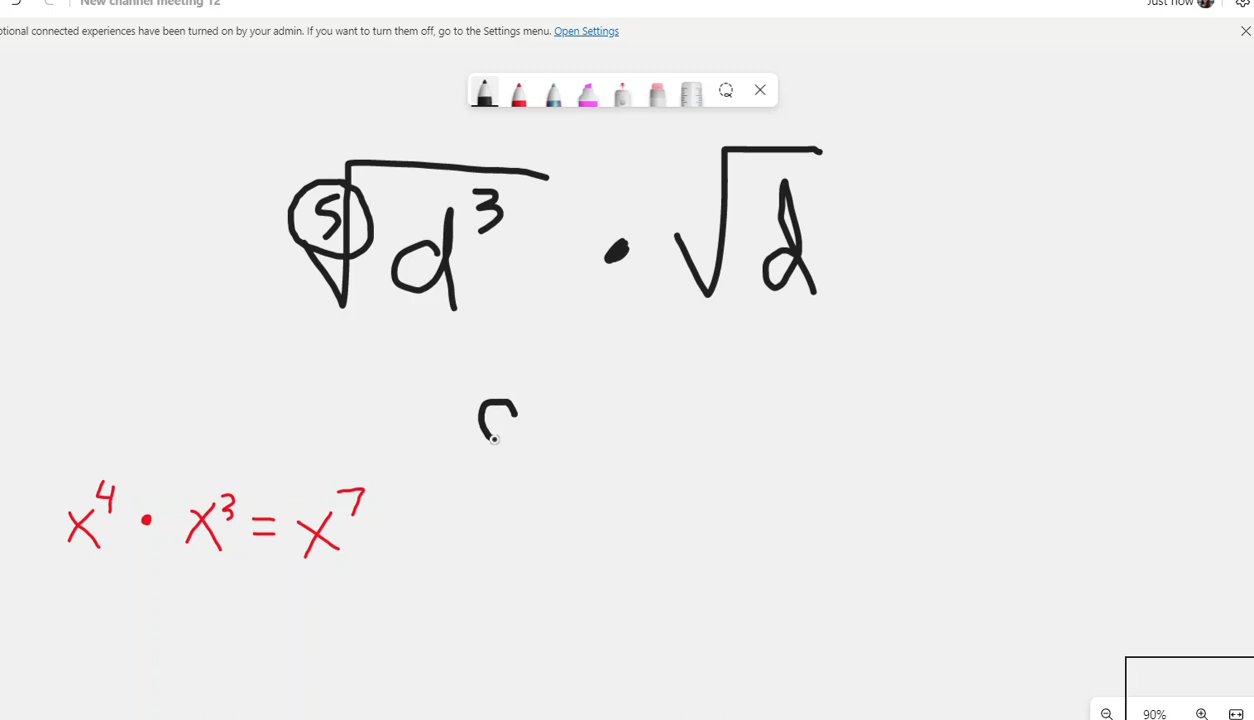 New channel meeting 12 Just now
ptional connected experiences have been turned on by your admin. If you want to turn them off, go to the Settings menu. Open Settings
⁵√d³ · √d
x⁴ · x³ = x⁷
90%